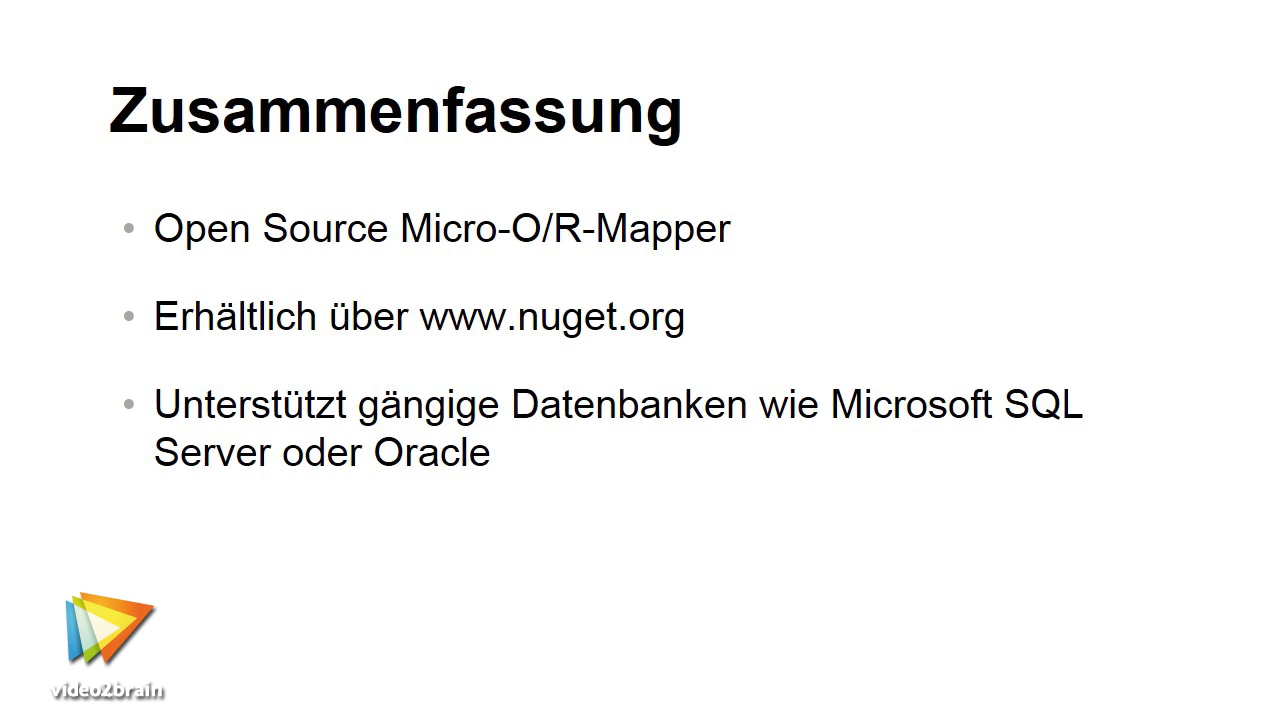 Zusammenfassung
• Open Source Micro-O/R-Mapper
• Erhältlich über www.nuget.org
• Unterstützt gängige Datenbanken wie Microsoft SQL
Server oder Oracle
video2brain